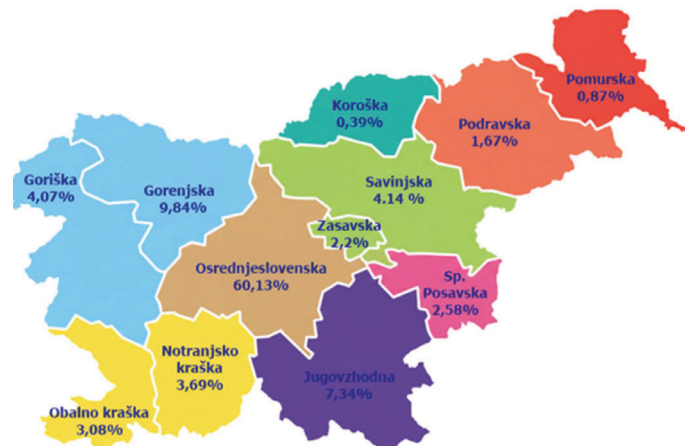 Pomurska
0,87%
Koroška
0,39%
Podravska
1,67%
Goriška
4,07%
Gorenjska
9,84%
Savinjska
4.14 %
Zasavska
2,2%
Osrednjeslovenska
60,13%
Sp.
Posavska
2,58%
Notranjsko
kraška
3,69%
Jugovzhodna
7,34%
Obalno kraška
3,08%